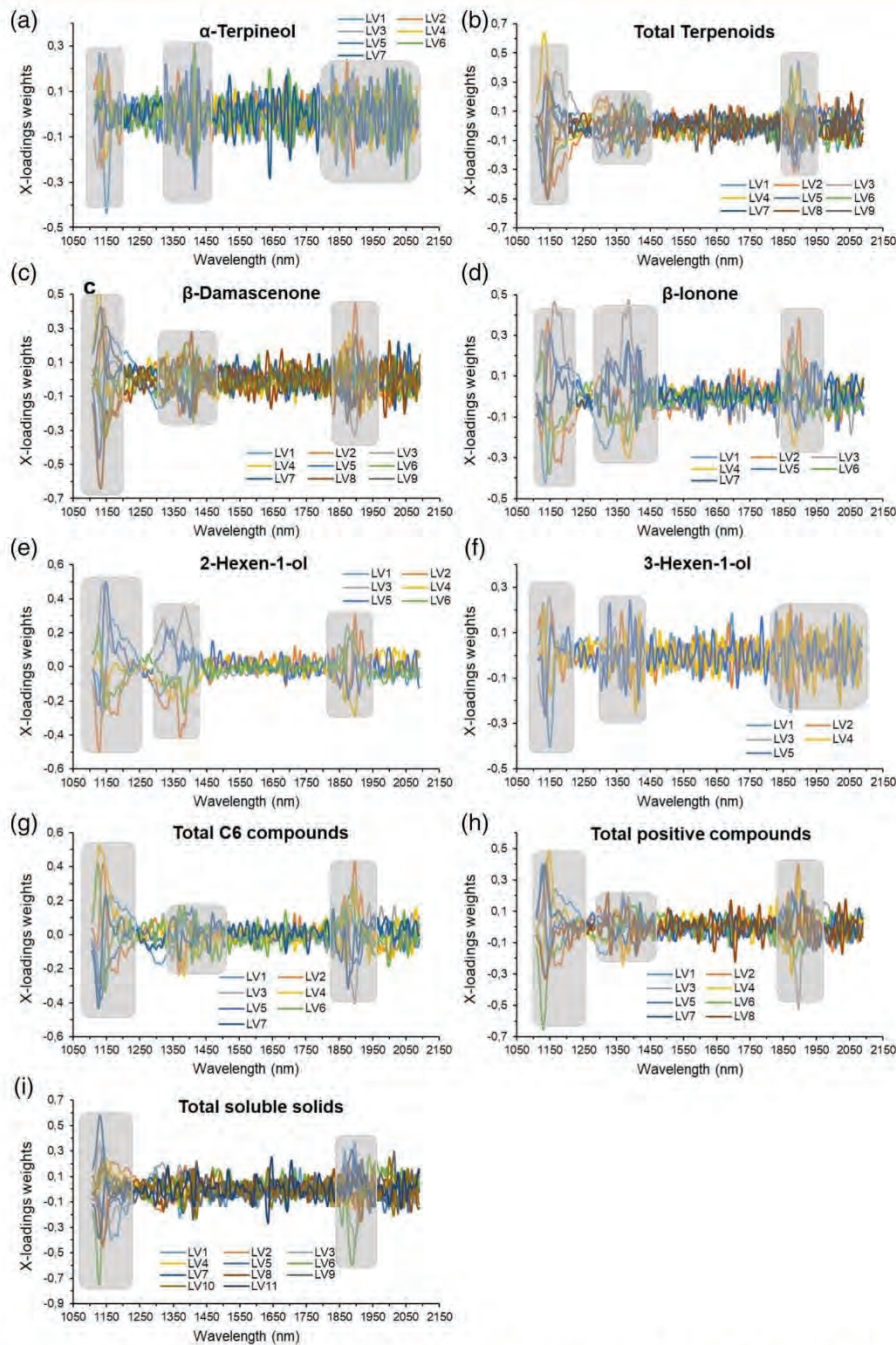 (a)
α-Terpineol
LV1 LV2
LV3 LV4
LV5 LV6
LV7
X-loadings weights
0,3
0,1
-0,1
-0,3
-0,5
1050 1150 1250 1350 1450 1550 1650 1750 1850 1950 2050 2150
Wavelength (nm)
(b)
Total Terpenoids
X-loadings weights
0,7
0,5
0,3
0,1
-0,1
-0,3
-0,5
-0,7
LV1 LV2 LV3
LV4 LV5 LV6
LV7 LV8 LV9
1050 1150 1250 1350 1450 1550 1650 1750 1850 1950 2050 2150
Wavelength (nm)
(c)
c
β-Damascenone
X-loadings weights
0,5
0,3
0,1
-0,1
-0,3
-0,5
-0,7
LV1 LV2 LV3
LV4 LV5 LV6
LV7 LV8 LV9
1050 1150 1250 1350 1450 1550 1650 1750 1850 1950 2050 2150
Wavelength (nm)
(d)
β-Ionone
X-loadings weights
0,5
0,3
0,1
-0,1
-0,3
-0,5
LV1 LV2 LV3
LV4 LV5 LV6
LV7
1050 1150 1250 1350 1450 1550 1650 1750 1850 1950 2050 2150
Wavelength (nm)
(e)
2-Hexen-1-ol
LV1 LV2
LV3 LV4
LV5 LV6
X-loadings weights
0,6
0,4
0,2
0,0
-0,2
-0,4
-0,6
1050 1150 1250 1350 1450 1550 1650 1750 1850 1950 2050 2150
Wavelength (nm)
(f)
3-Hexen-1-ol
X-loadings weights
0,3
0,1
-0,1
-0,3
-0,5
LV1 LV2
LV3 LV4
LV5
1050 1150 1250 1350 1450 1550 1650 1750 1850 1950 2050 2150
Wavelength (nm)
(g)
Total C6 compounds
X-loadings weights
0,6
0,4
0,2
0,0
-0,2
-0,4
-0,6
LV1 LV2
LV3 LV4
LV5 LV6
LV7
1050 1150 1250 1350 1450 1550 1650 1750 1850 1950 2050 2150
Wavelength (nm)
(h)
Total positive compounds
X-loadings weights
0,5
0,3
0,1
-0,1
-0,3
-0,5
-0,7
LV1 LV2
LV3 LV4
LV5 LV6
LV7 LV8
1050 1150 1250 1350 1450 1550 1650 1750 1850 1950 2050 2150
Wavelength (nm)
(i)
Total soluble solids
X-loadings weights
0,7
0,5
0,3
0,1
-0,1
-0,3
-0,5
-0,7
-0,9
LV1 LV2 LV3
LV4 LV5 LV6
LV7 LV8 LV9
LV10 LV11
1050 1150 1250 1350 1450 1550 1650 1750 1850 1950 2050 2150
Wavelength (nm)